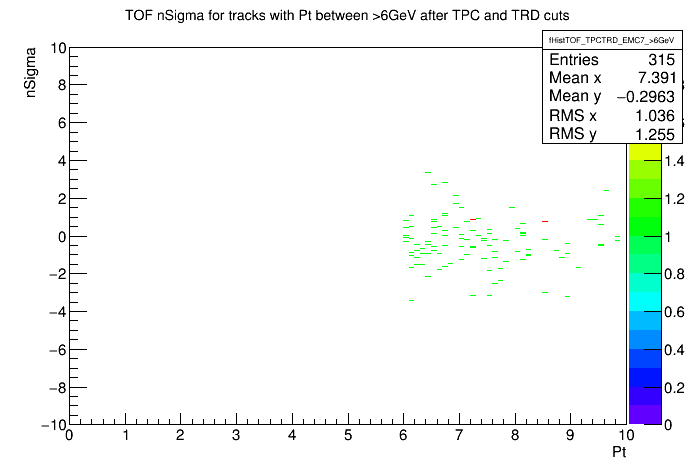 TOF nSigma for tracks with Pt between >6GeV after TPC and TRD cuts
fHistTOF_TPCTRD_EMC7_>6GeV
Entries 315
Mean x 7.391
Mean y −0.2963
RMS x 1.036
RMS y 1.255
nSigma
10
8
6
4
2
0
−2
−4
−6
−8
−10
0 1 2 3 4 5 6 7 8 9 10
Pt
1.4
1.2
1
0.8
0.6
0.4
0.2
0